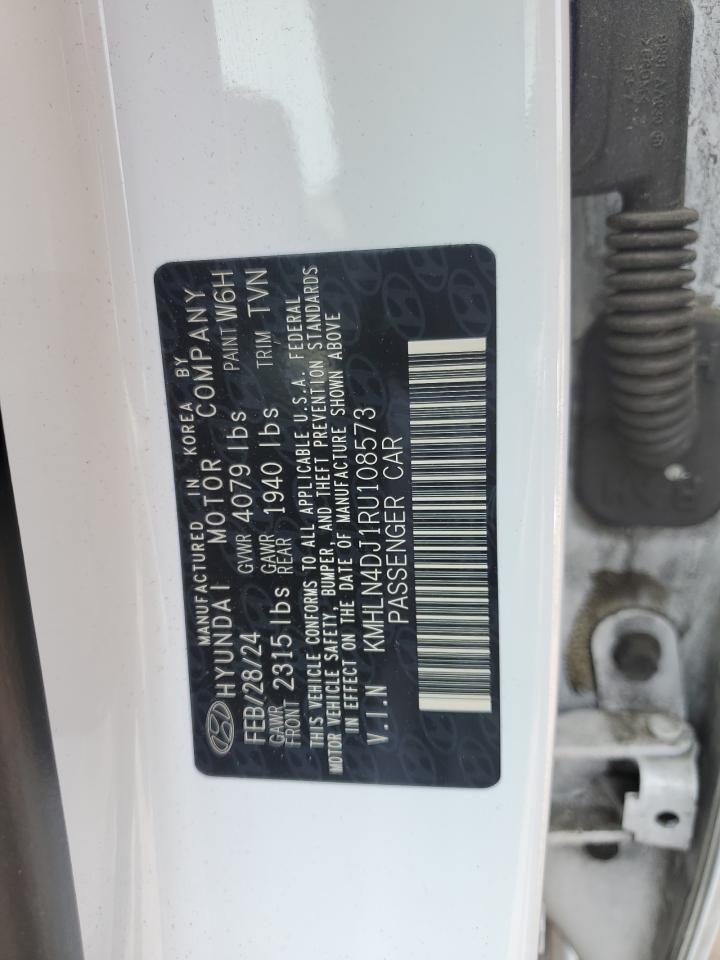 MANUFACTURED IN KOREA BY
HYUNDAI MOTOR COMPANY
FEB/28/24 GVWR 4079 lbs PAINT W6H
GAWR FRONT 2315 lbs GAWR REAR 1940 lbs TRIM TVN
THIS VEHICLE CONFORMS TO ALL APPLICABLE U.S.A. FEDERAL
MOTOR VEHICLE SAFETY, BUMPER, AND THEFT PREVENTION STANDARDS
IN EFFECT ON THE DATE OF MANUFACTURE SHOWN ABOVE
V.I.N KMHLN4DJ1RU108573
PASSENGER CAR